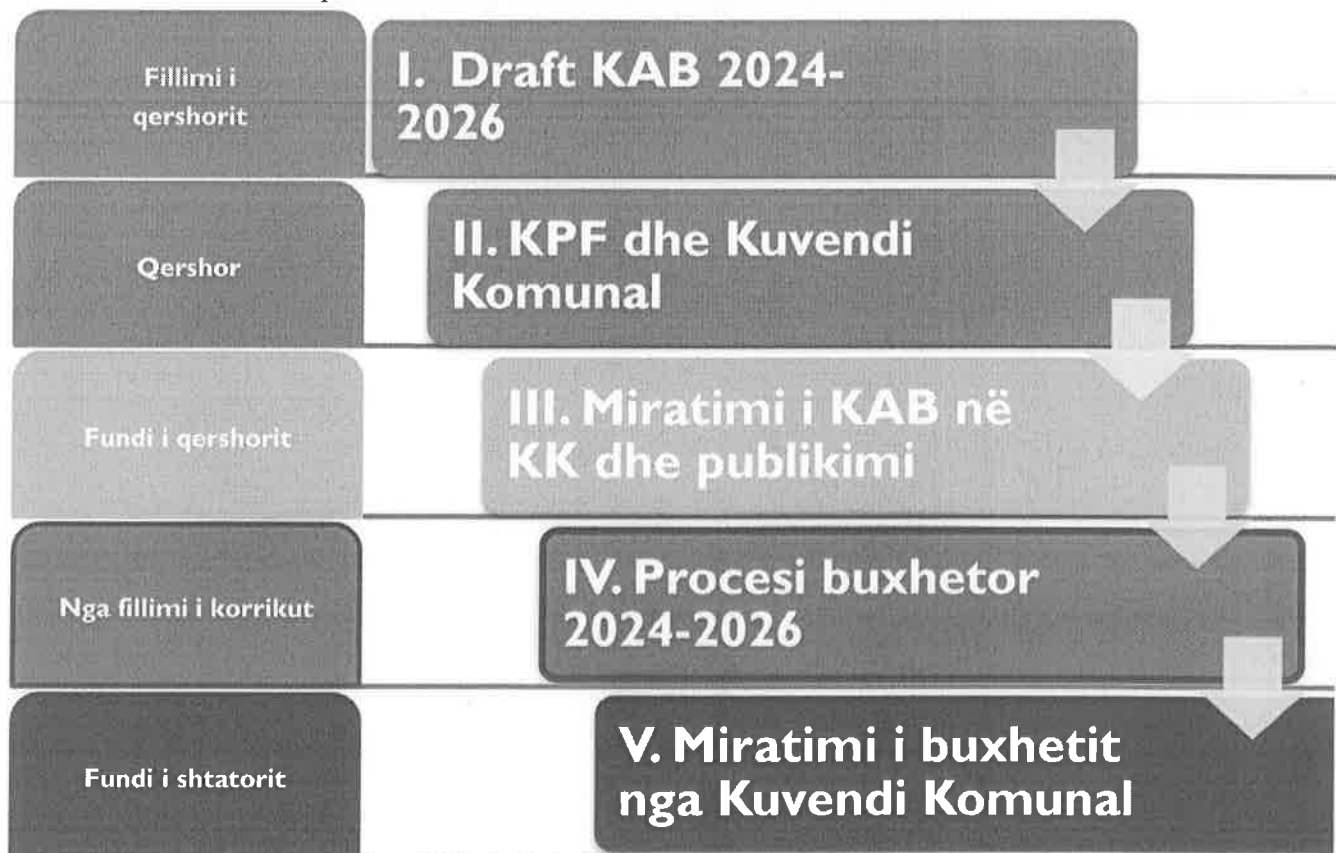 Fillimi i
qershorit
I. Draft KAB 2024-
2026
Qershor
II. KPF dhe Kuvendi
Komunal
Fundi i qershorit
III. Miratimi i KAB në
KK dhe publikimi
Nga fillimi i korrikut
IV. Procesi buxhetor
2024-2026
Fundi i shtatorit
V. Miratimi i buxhetit
nga Kuvendi Komunal